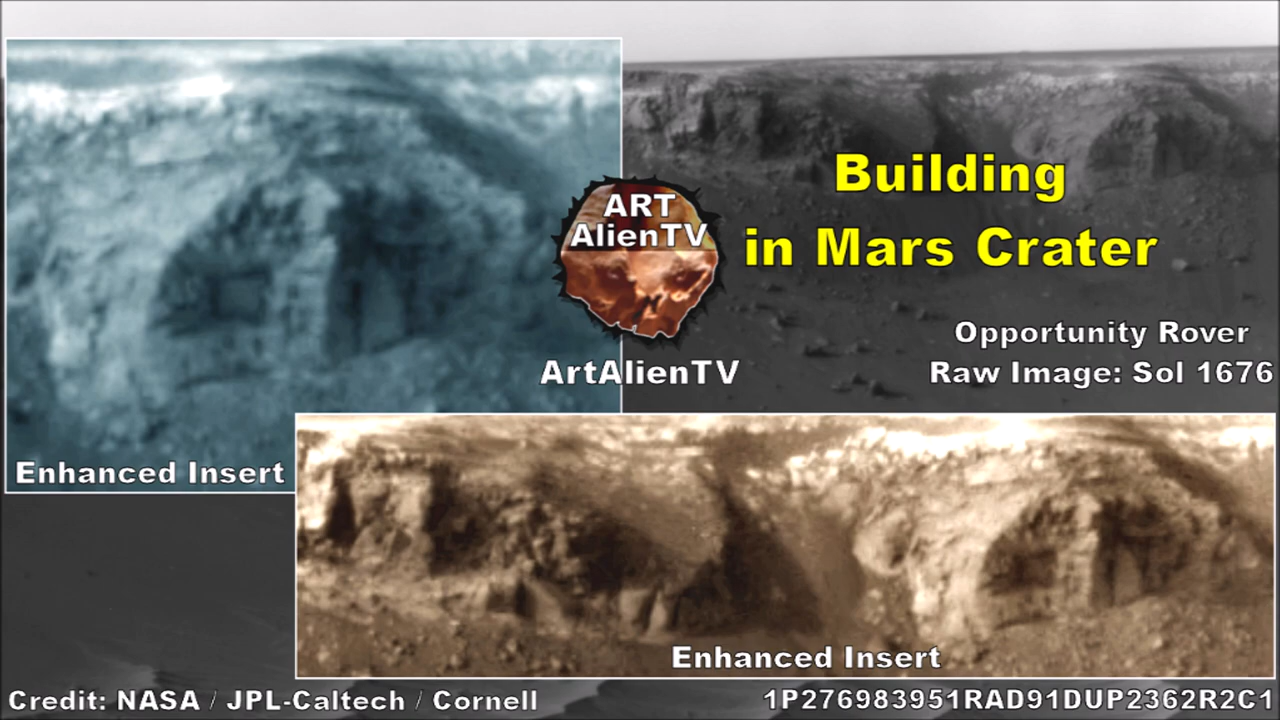 ART
AlienTV
Building
in Mars Crater
Opportunity Rover
Raw Image: Sol 1676
ArtAlienTV
Enhanced Insert
Enhanced Insert
Credit: NASA / JPL-Caltech / Cornell
1P276983951RAD91DUP2362R2C1